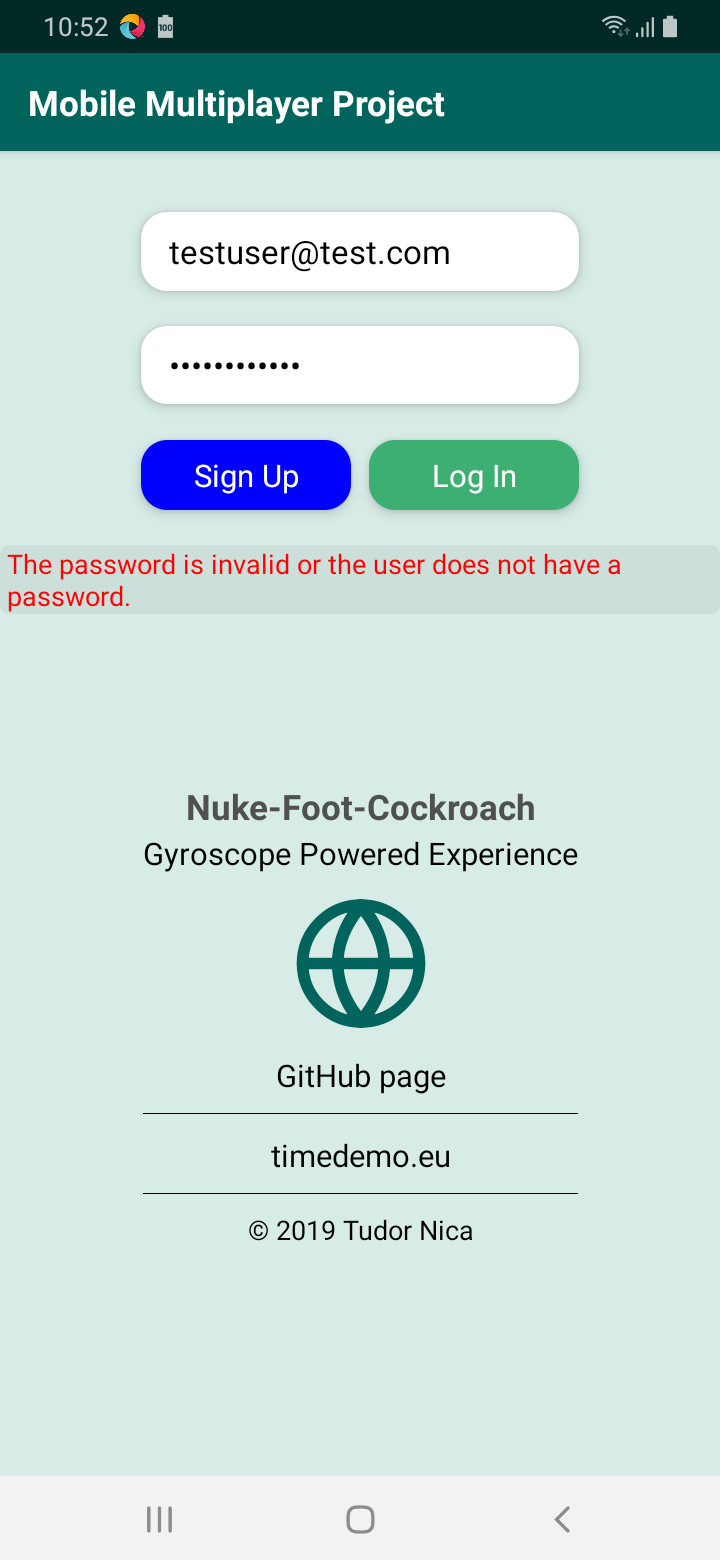 10:52
100
Mobile Multiplayer Project
testuser@test.com
••••••••••••
Sign Up
Log In
The password is invalid or the user does not have a
password.
Nuke-Foot-Cockroach
Gyroscope Powered Experience
GitHub page
timedemo.eu
© 2019 Tudor Nica